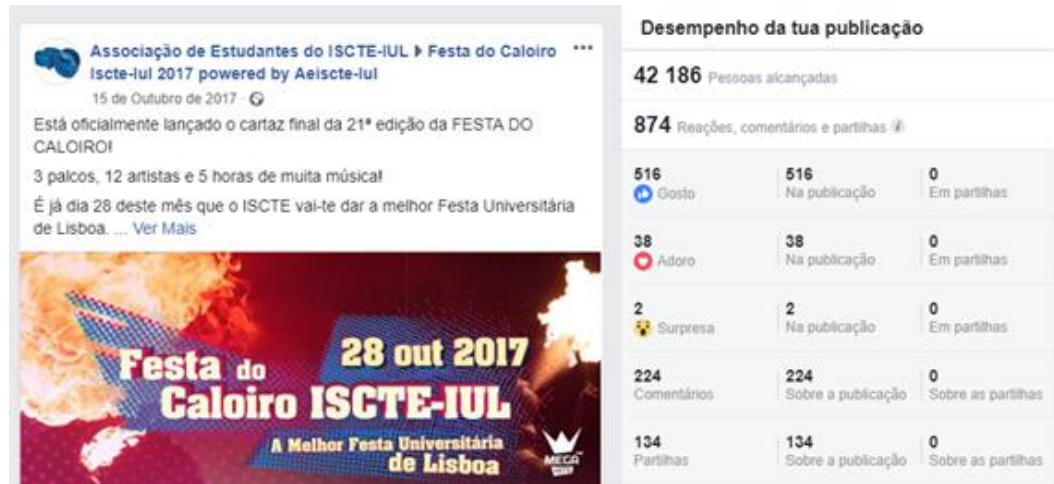 Associação de Estudantes do ISCTE-IUL ▶ Festa do Caloiro ...
Iscte-Iul 2017 powered by Aeiscte-Iul
15 de Outubro de 2017 ·
Está oficialmente lançado o cartaz final da 21ª edição da FESTA DO
CALOIRO!
3 palcos, 12 artistas e 5 horas de muita música!
É já dia 28 deste mês que o ISCTE vai-te dar a melhor Festa Universitária
de Lisboa. ... Ver Mais
28 out 2017
Festa do
Caloiro ISCTE-IUL
A Melhor Festa Universitária
de Lisboa
MEGA
Desempenho da tua publicação
42 186 Pessoas alcançadas
874 Reações, comentários e partilhas i
516 516 0
Gosto Na publicação Em partilhas
38 38 0
Adoro Na publicação Em partilhas
2 2 0
Surpresa Na publicação Em partilhas
224 224 0
Comentários Sobre a publicação Sobre as partilhas
134 134 0
Partilhas Sobre a publicação Sobre as partilhas